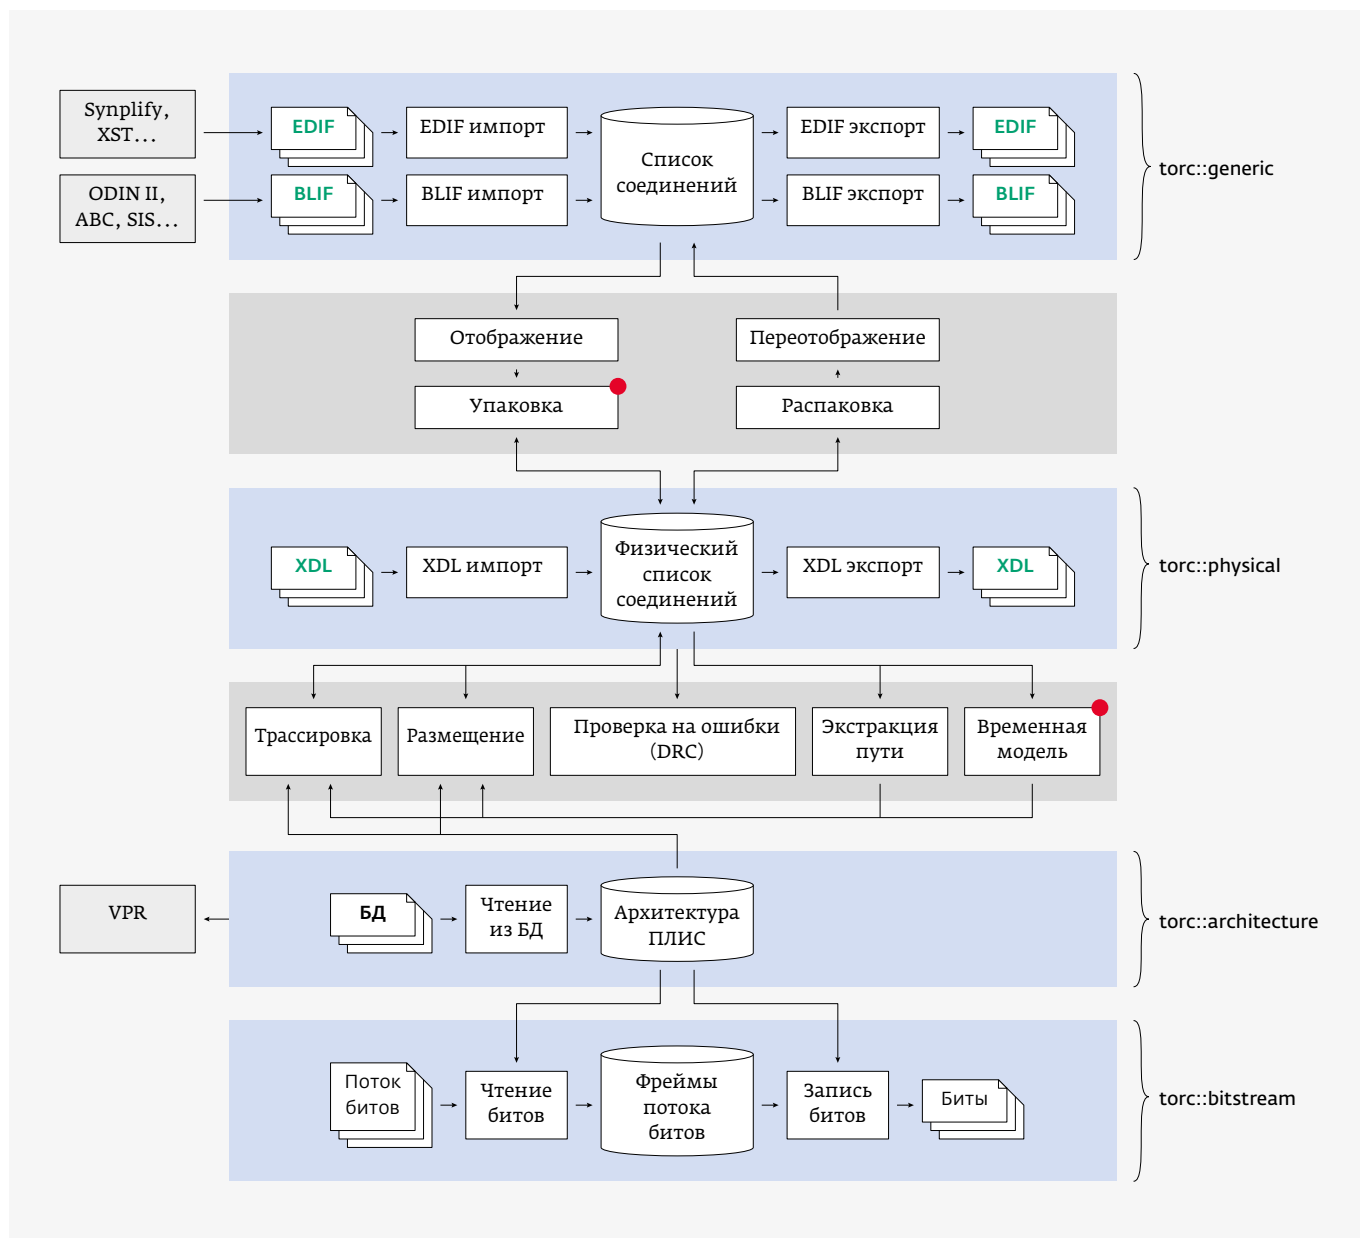 Synplify,
XST...
EDIF
EDIF импорт
Список
соединений
EDIF экспорт
EDIF
torc::generic
ODIN II,
ABC, SIS...
BLIF
BLIF импорт
BLIF экспорт
BLIF
Отображение
Переотображение
Упаковка
Распаковка
XDL
XDL импорт
Физический
список
соединений
XDL экспорт
XDL
torc::physical
Трассировка
Размещение
Проверка на ошибки
(DRC)
Экстракция
пути
Временная
модель
VPR
БД
Чтение
из БД
Архитектура
ПЛИС
torc::architecture
Поток
битов
Чтение
битов
Фреймы
потока
битов
Запись
битов
Биты
torc::bitstream